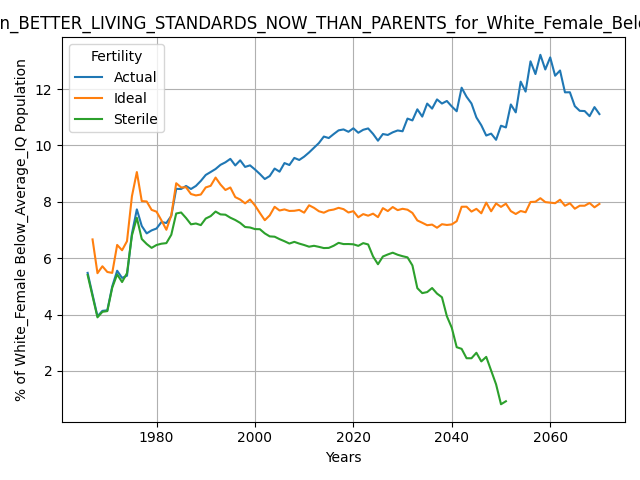 n_BETTER_LIVING_STANDARDS_NOW_THAN_PARENTS_for_White_Female_Bel
Fertility
Actual
Ideal
Sterile
% of White_Female Below_Average_IQ Population
12
10
8
6
4
2
1980 2000 2020 2040 2060
Years